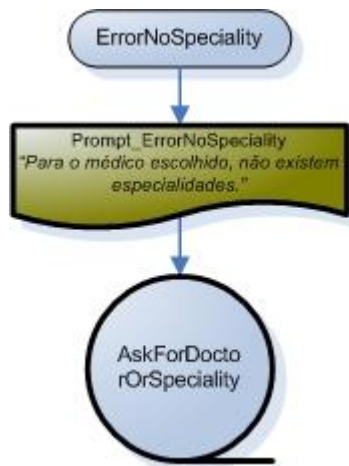 ErrorNoSpeciality
Prompt_ErrorNoSpeciality
“Para o médico escolhido, não existem
especialidades.”
AskForDocto
rOrSpeciality